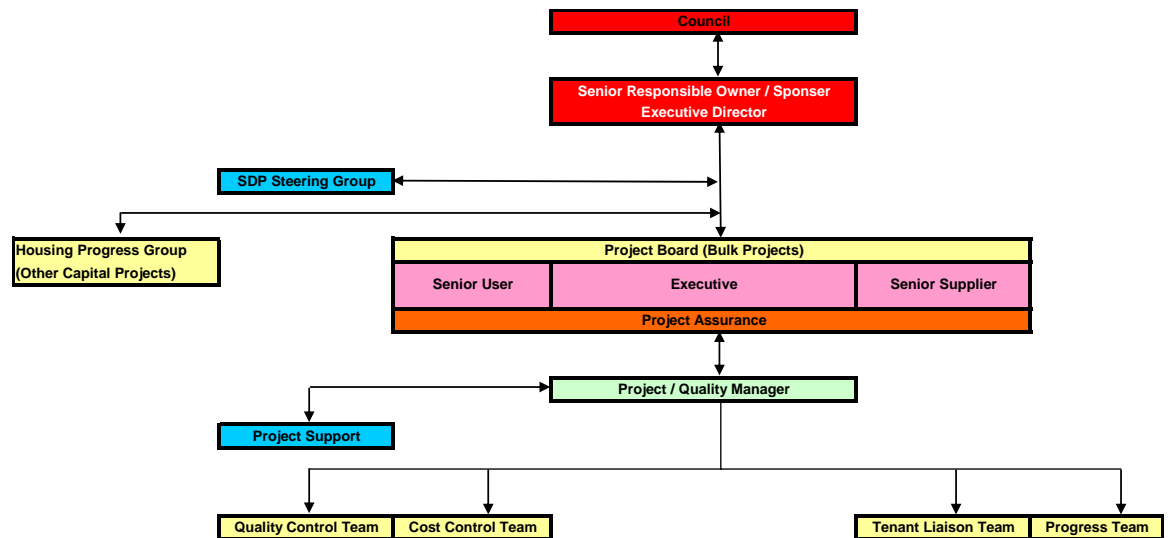 Council
Senior Responsible Owner / Sponser
Executive Director
SDP Steering Group
Housing Progress Group
(Other Capital Projects)
Project Board (Bulk Projects)
Senior User
Executive
Senior Supplier
Project Assurance
Project / Quality Manager
Project Support
Quality Control Team
Cost Control Team
Tenant Liaison Team
Progress Team